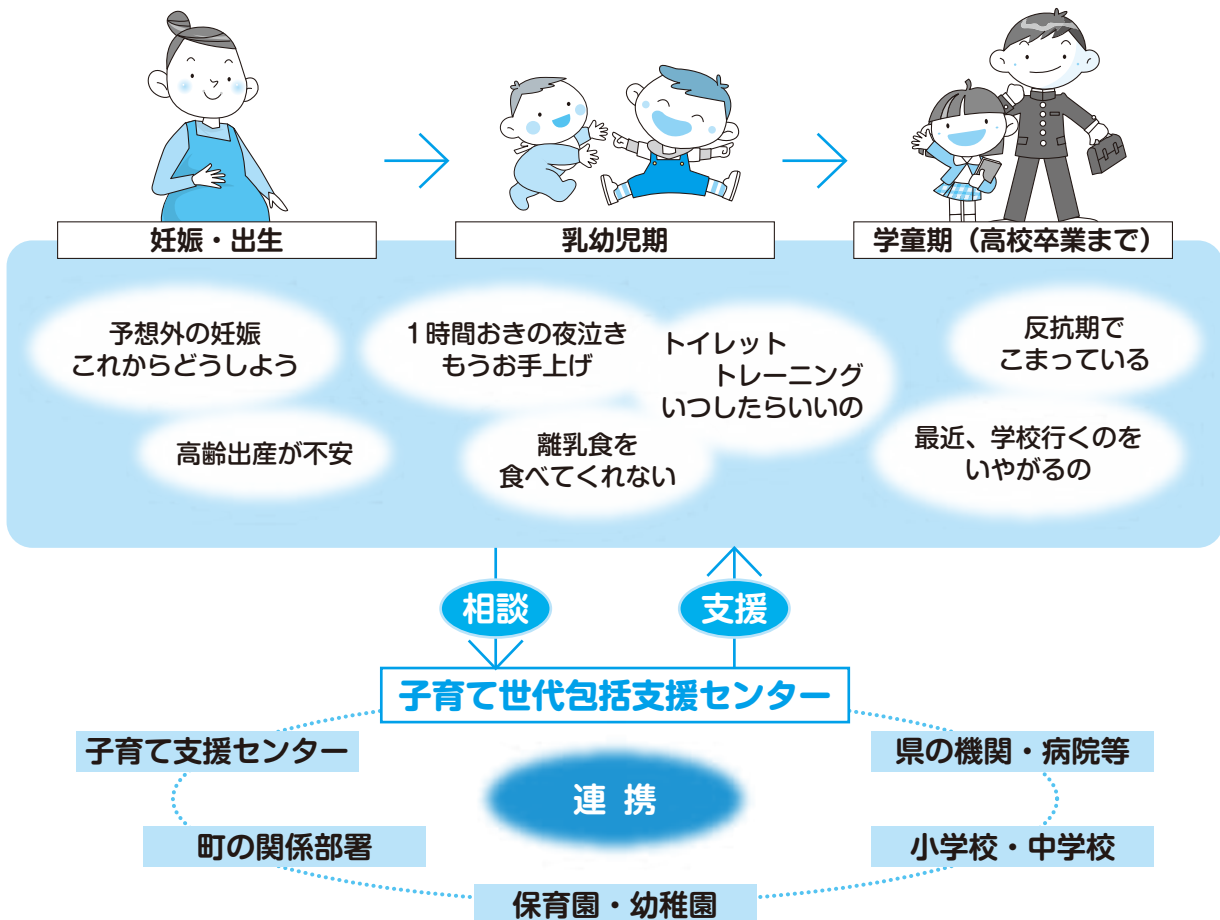 妊娠・出生
乳幼児期
学童期（高校卒業まで）
予想外の妊娠
これからどうしよう
高齢出産が不安
１時間おきの夜泣き
もうお手上げ
離乳食を
食べてくれない
トイレット
トレーニング
いつしたらいいの
反抗期で
こまっている
最近、学校行くのを
いやがるの
相談
支援
子育て世代包括支援センター
子育て支援センター
県の機関・病院等
連携
町の関係部署
小学校・中学校
保育園・幼稚園